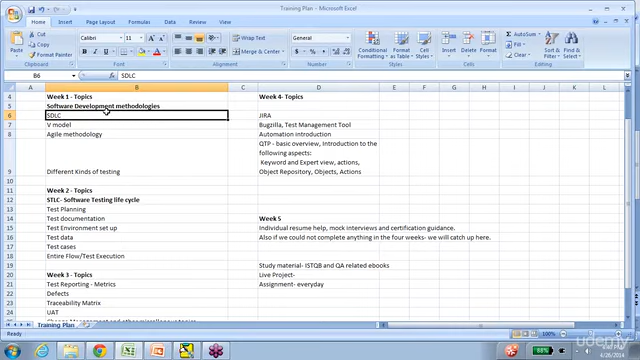 Training Plan - Microsoft Excel
Home Insert Page Layout Formulas Data Review View
Cut
Copy
Paste
Format Painter
Clipboard
Calibri 11
Font
Wrap Text
Merge & Center
Alignment
General
Number
Conditional Formatting
Format as Table
Cell Styles
Styles
Insert Delete Format
Cells
AutoSum
Fill
Clear
Sort & Filter
Find & Select
Editing
B6 SDLC
A B C D E F G H I J K L
4 Week 1 - Topics Week 4- Topics
5 Software Development methodologies
6 SDLC JIRA
7 V model Bugzilla, Test Management Tool
8 Agile methodology Automation introduction
QTP - basic overview, Introduction to the
following aspects:
Keyword and Expert view, actions,
9 Different Kinds of testing Object Repository, Objects, Actions
10
11 Week 2 - Topics
12 STLC- Software Testing life cycle
13 Test Planning
14 Test documentation Week 5
15 Test Environment set up Individual resume help, mock interviews and certification guidance.
16 Test data Also if we could not complete anything in the four weeks- we will catch up here.
17 Test cases
18 Entire Flow/Test Execution
19 Study material- ISTQB and QA related ebooks
20 Week 3 - Topics Live Project-
21 Test Reporting - Metrics Assignment - everyday
22 Defects
23 Traceability Matrix
24 UAT
Training Plan
Ready 100%
88%
6/28/2014
udemy